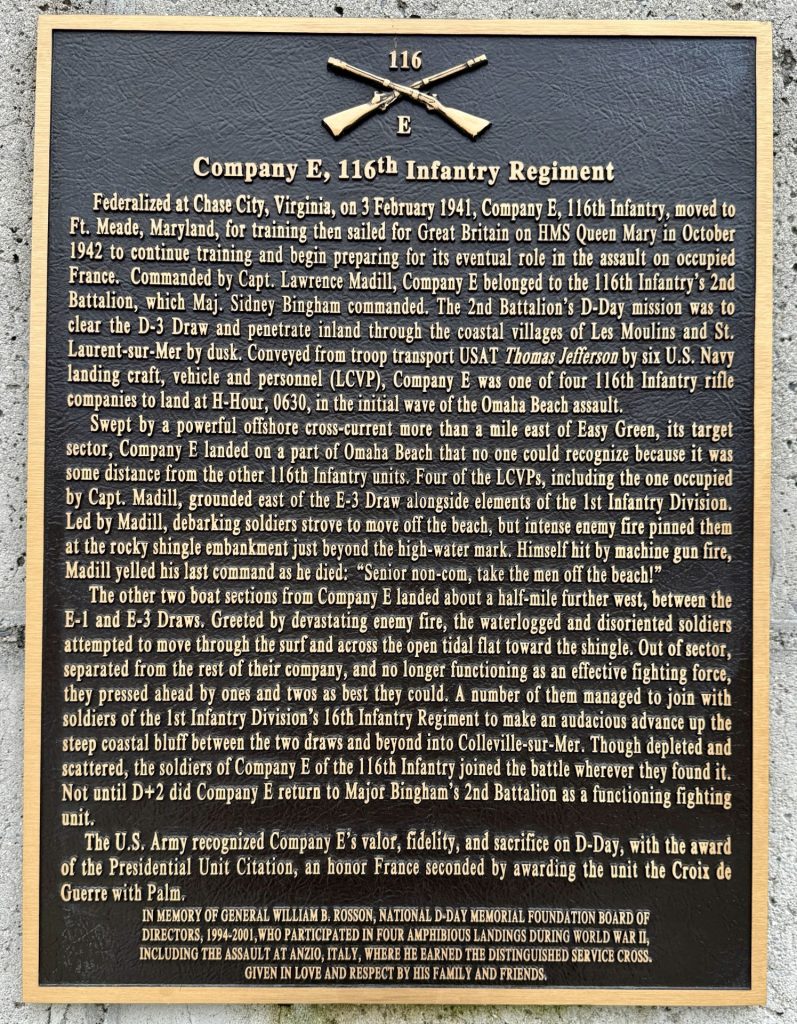 116
E
Company E, 116th Infantry Regiment
Federalized at Chase City, Virginia, on 3 February 1941, Company E, 116th Infantry, moved to
Ft. Meade, Maryland, for training then sailed for Great Britain on HMS Queen Mary in October
1942 to continue training and begin preparing for its eventual role in the assault on occupied
France. Commanded by Capt. Lawrence Madill, Company E belonged to the 116th Infantry's 2nd
Battalion, which Maj. Sidney Bingham commanded. The 2nd Battalion's D-Day mission was to
clear the D-3 Draw and penetrate inland through the coastal villages of Les Moulins and St.
Laurent-sur-Mer by dusk. Conveyed from troop transport USAT Thomas Jefferson by six U.S. Navy
landing craft, vehicle and personnel (LCVP), Company E was one of four 116th Infantry rifle
companies to land at H-Hour, 0630, in the initial wave of the Omaha Beach assault.
Swept by a powerful offshore cross-current more than a mile east of Easy Green, its target
sector, Company E landed on a part of Omaha Beach that no one could recognize because it was
some distance from the other 116th Infantry units. Four of the LCVPs, including the one occupied
by Capt. Madill, grounded east of the E-3 Draw alongside elements of the 1st Infantry Division.
Led by Madill, debarking soldiers strove to move off the beach, but intense enemy fire pinned them
at the rocky shingle embankment just beyond the high-water mark. Himself hit by machine gun fire,
Madill yelled his last command as he died: "Senior non-com, take the men off the beach!"
The other two boat sections from Company E landed about a half-mile further west, between the
E-1 and E-3 Draws. Greeted by devastating enemy fire, the waterlogged and disoriented soldiers
attempted to move through the surf and across the open tidal flat toward the shingle. Out of sector,
separated from the rest of their company, and no longer functioning as an effective fighting force,
they pressed ahead by ones and twos as best they could. A number of them managed to join with
soldiers of the 1st Infantry Division's 16th Infantry Regiment to make an audacious advance up the
steep coastal bluff between the two draws and beyond into Colleville-sur-Mer. Though depleted and
scattered, the soldiers of Company E of the 116th Infantry joined the battle wherever they found it.
Not until D+2 did Company E return to Major Bingham's 2nd Battalion as a functioning fighting
unit.
The U.S. Army recognized Company E's valor, fidelity, and sacrifice on D-Day, with the award
of the Presidential Unit Citation, an honor France seconded by awarding the unit the Croix de
Guerre with Palm.
IN MEMORY OF GENERAL WILLIAM B. ROSSON, NATIONAL D-DAY MEMORIAL FOUNDATION BOARD OF
DIRECTORS, 1994-2001, WHO PARTICIPATED IN FOUR AMPHIBIOUS LANDINGS DURING WORLD WAR II,
INCLUDING THE ASSAULT AT ANZIO, ITALY, WHERE HE EARNED THE DISTINGUISHED SERVICE CROSS.
GIVEN IN LOVE AND RESPECT BY HIS FAMILY AND FRIENDS.